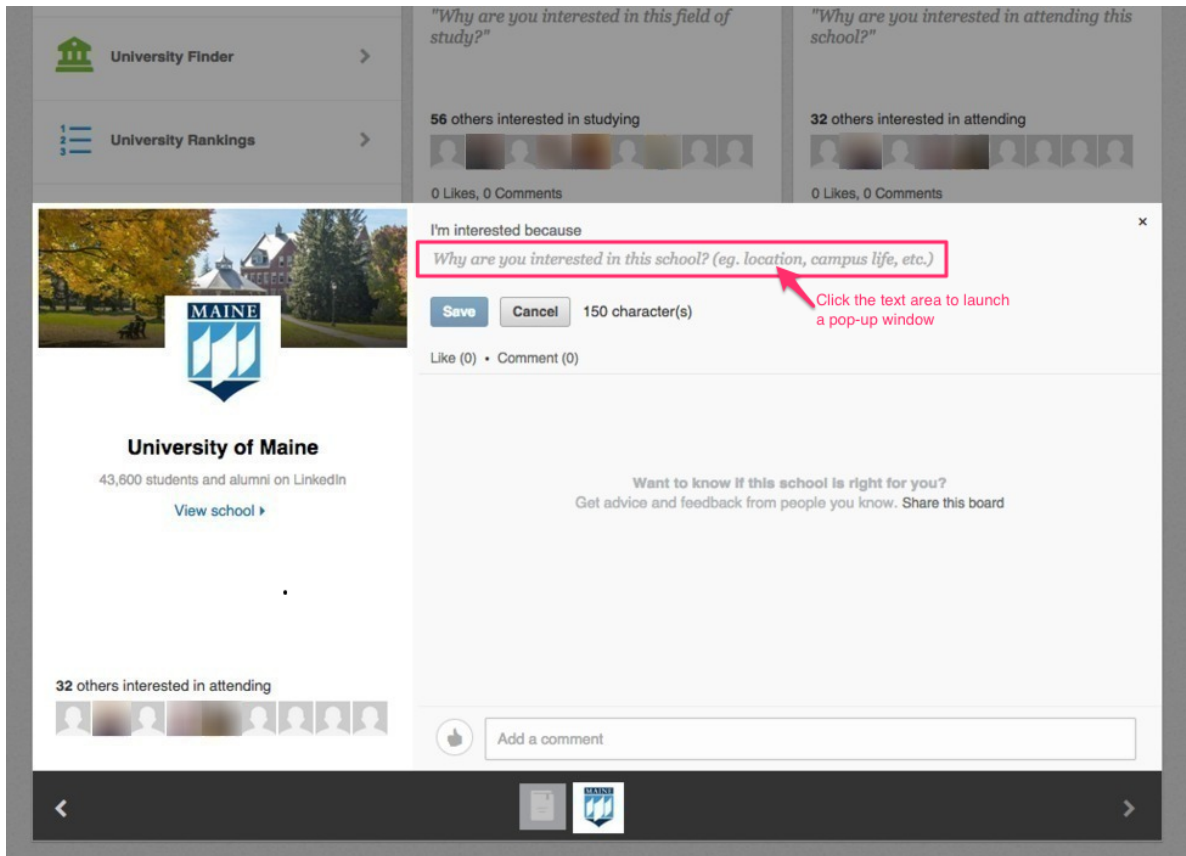 "Why are you interested in this field of
study?"
"Why are you interested in attending this
school?"
University Finder
56 others interested in studying
32 others interested in attending
1
2
3
University Rankings
0 Likes, 0 Comments
0 Likes, 0 Comments
MAINE
University of Maine
43,600 students and alumni on LinkedIn
View school
32 others interested in attending
×
I'm interested because
Why are you interested in this school? (eg. location, campus life, etc.)
Click the text area to launch
a pop-up window
Save Cancel 150 character(s)
Like (0) • Comment (0)
Want to know if this school is right for you?
Get advice and feedback from people you know. Share this board
Add a comment
MAINE